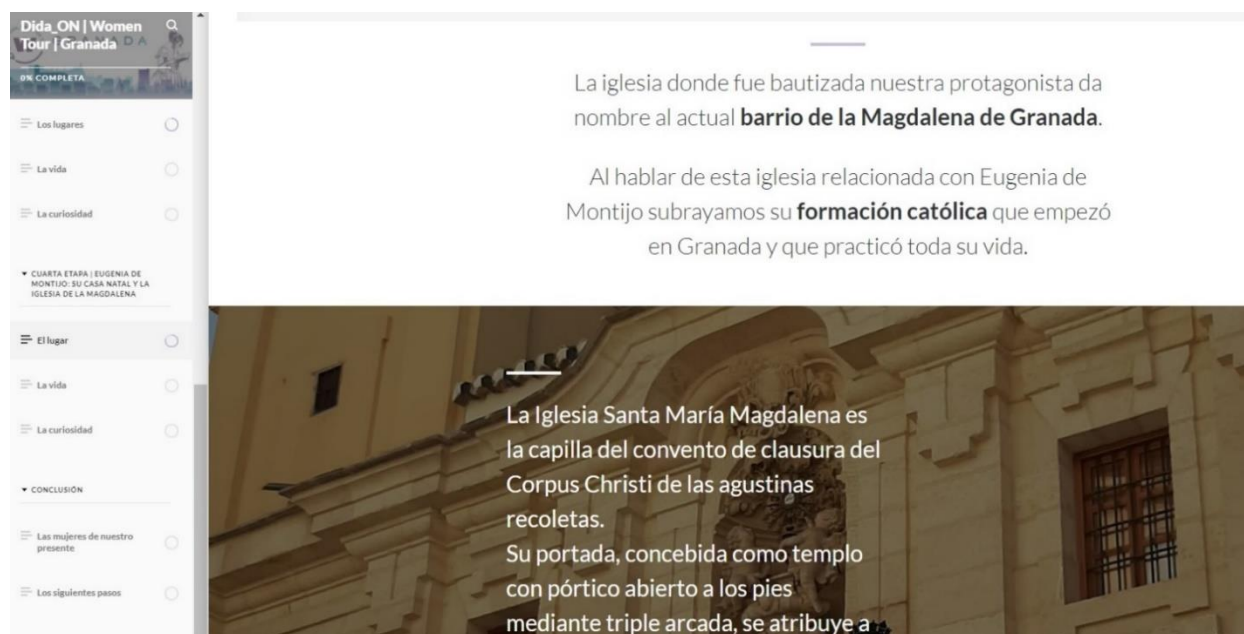 Dida_ON | Women
Tour | Granada
0% COMPLETA
Los lugares
La vida
La curiosidad
CUARTA ETAPA | EUGENIA DE
MONTIJO: SU CASA NATAL Y LA
IGLESIA DE LA MAGDALENA
El lugar
La vida
La curiosidad
CONCLUSIÓN
Las mujeres de nuestro
presente
Los siguientes pasos
La iglesia donde fue bautizada nuestra protagonista da
nombre al actual barrio de la Magdalena de Granada.
Al hablar de esta iglesia relacionada con Eugenia de
Montijo subrayamos su formación católica que empezó
en Granada y que practicó toda su vida.
La Iglesia Santa María Magdalena es
la capilla del convento de clausura del
Corpus Christi de las agustinas
recoletas.
Su portada, concebida como templo
con pórtico abierto a los pies
mediante triple arcada, se atribuye a